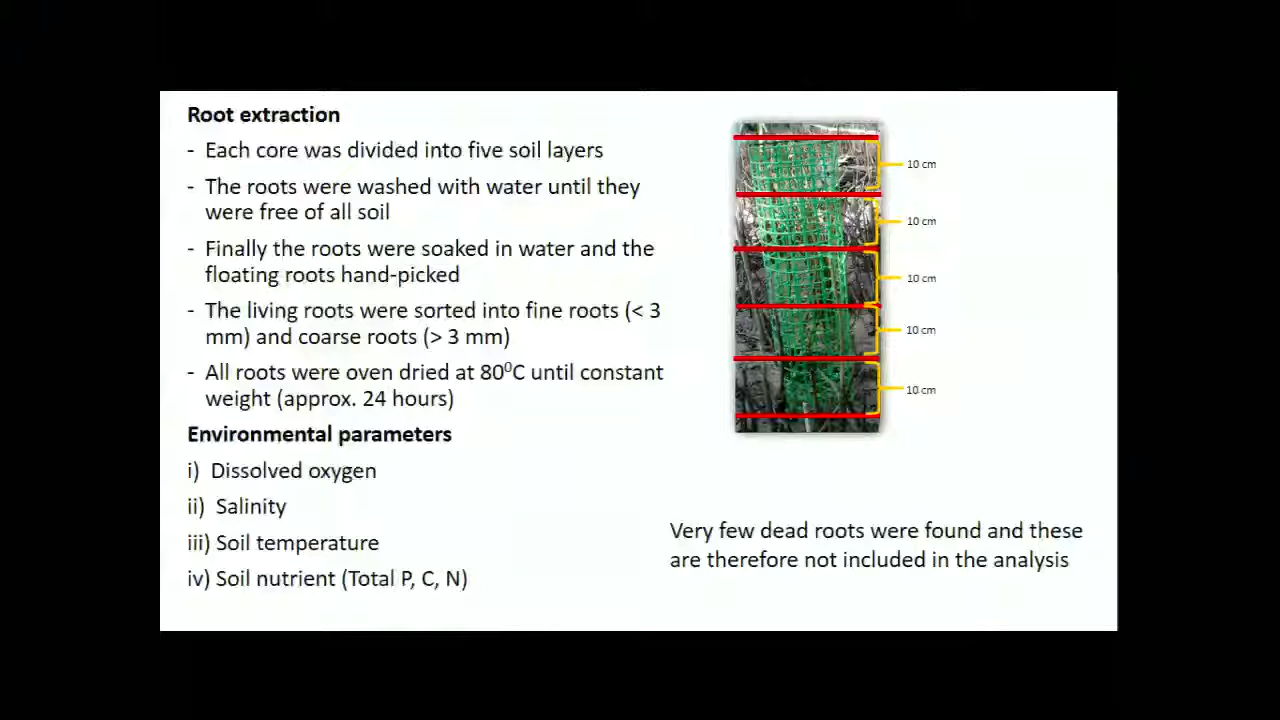 Root extraction
- Each core was divided into five soil layers
- The roots were washed with water until they
were free of all soil
- Finally the roots were soaked in water and the
floating roots hand-picked
- The living roots were sorted into fine roots (< 3
mm) and coarse roots (> 3 mm)
- All roots were oven dried at 80⁰C until constant
weight (approx. 24 hours)
Environmental parameters
i) Dissolved oxygen
ii) Salinity
iii) Soil temperature
iv) Soil nutrient (Total P, C, N)
10 cm
10 cm
10 cm
10 cm
10 cm
Very few dead roots were found and these
are therefore not included in the analysis